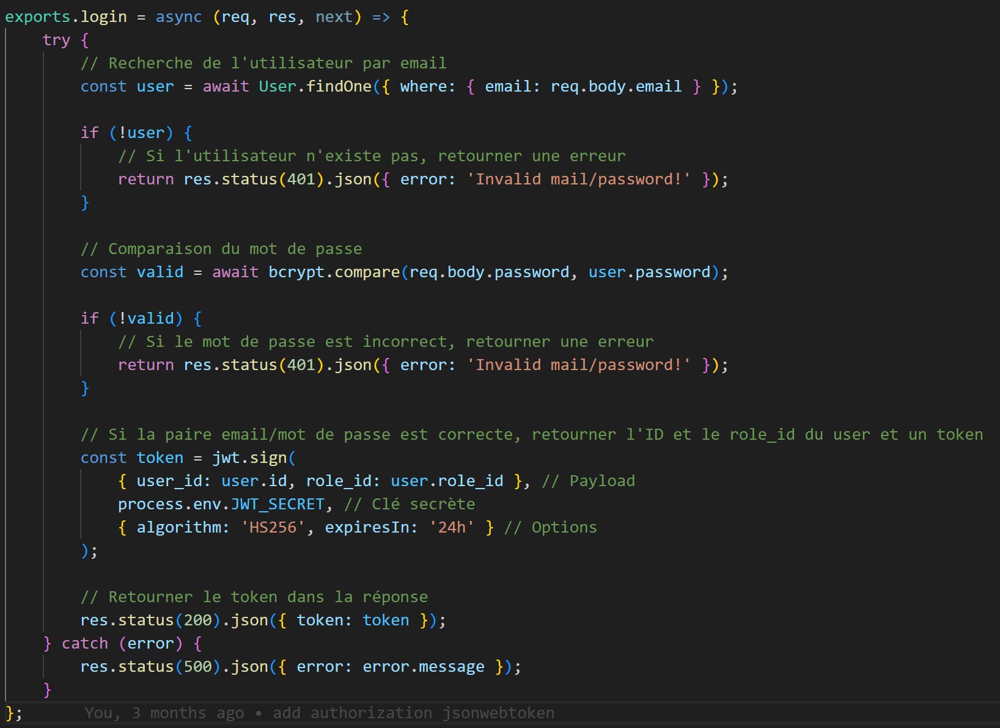 exports.login = async (req, res, next) => {
    try {
        // Recherche de l'utilisateur par email
        const user = await User.findOne({ where: { email: req.body.email } });

        if (!user) {
            // Si l'utilisateur n'existe pas, retourner une erreur
            return res.status(401).json({ error: 'Invalid mail/password!' });
        }

        // Comparaison du mot de passe
        const valid = await bcrypt.compare(req.body.password, user.password);

        if (!valid) {
            // Si le mot de passe est incorrect, retourner une erreur
            return res.status(401).json({ error: 'Invalid mail/password!' });
        }

        // Si la paire email/mot de passe est correcte, retourner l'ID et le role_id du user et un token
        const token = jwt.sign(
            { user_id: user.id, role_id: user.role_id }, // Payload
            process.env.JWT_SECRET, // Clé secrète
            { algorithm: 'HS256', expiresIn: '24h' } // Options
        );

        // Retourner le token dans la réponse
        res.status(200).json({ token: token });
    } catch (error) {
        res.status(500).json({ error: error.message });
    }
};      You, 3 months ago • add authorization jsonwebtoken